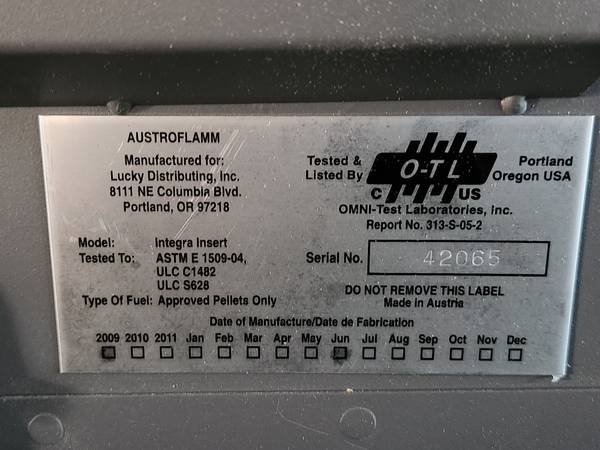 AUSTROFLAMM
Manufactured for:
Lucky Distributing, Inc.
8111 NE Columbia Blvd.
Portland, OR 97218
Tested &
Listed By
O-TL
C US
Portland
Oregon USA
OMNI-Test Laboratories, Inc.
Report No. 313-S-05-2
Model: Integra Insert
Tested To: ASTM E 1509-04,
ULC C1482
ULC S628
Type Of Fuel: Approved Pellets Only
Serial No. 42065
DO NOT REMOVE THIS LABEL
Made in Austria
Date of Manufacture/Date de Fabrication
2009 2010 2011 Jan Feb Mar Apr May Jun Jul Aug Sep Oct Nov Dec